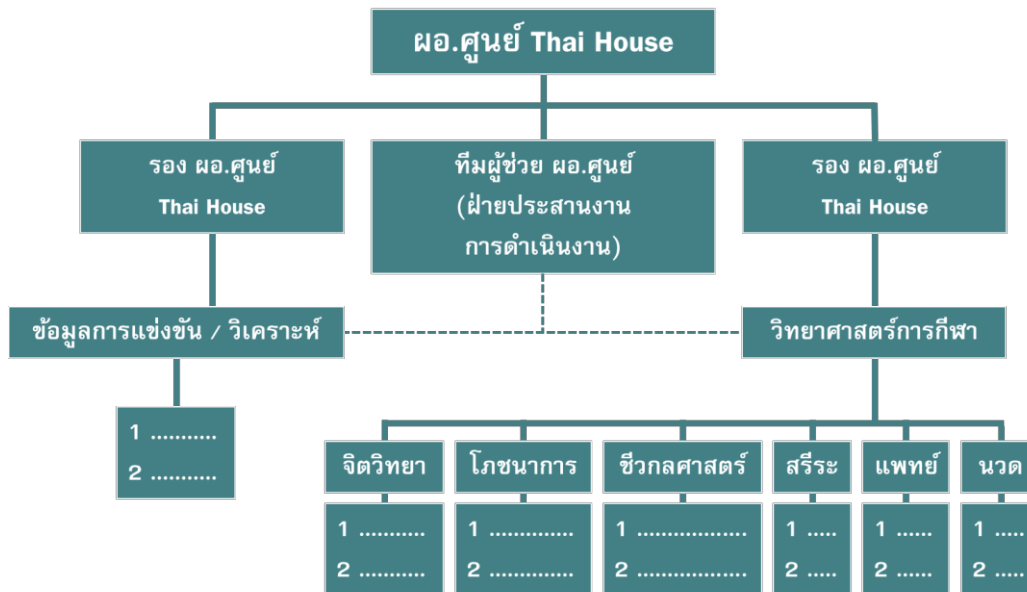 ผอ.ศูนย์ Thai House
รอง ผอ.ศูนย์
Thai House
ทีมผู้ช่วย ผอ.ศูนย์
(ฝ่ายประสานงาน
การดำเนินงาน)
รอง ผอ.ศูนย์
Thai House
ข้อมูลการแข่งขัน / วิเคราะห์
วิทยาศาสตร์การกีฬา
1 ...........
2 ...........
จิตวิทยา
โภชนาการ
ชีวกลศาสตร์
สรีระ
แพทย์
นวด
1 ...........
2 ...........
1 ..............
2 ..............
1 ..................
2 ..................
1 .....
2 .....
1 ......
2 ......
1 .....
2 .....